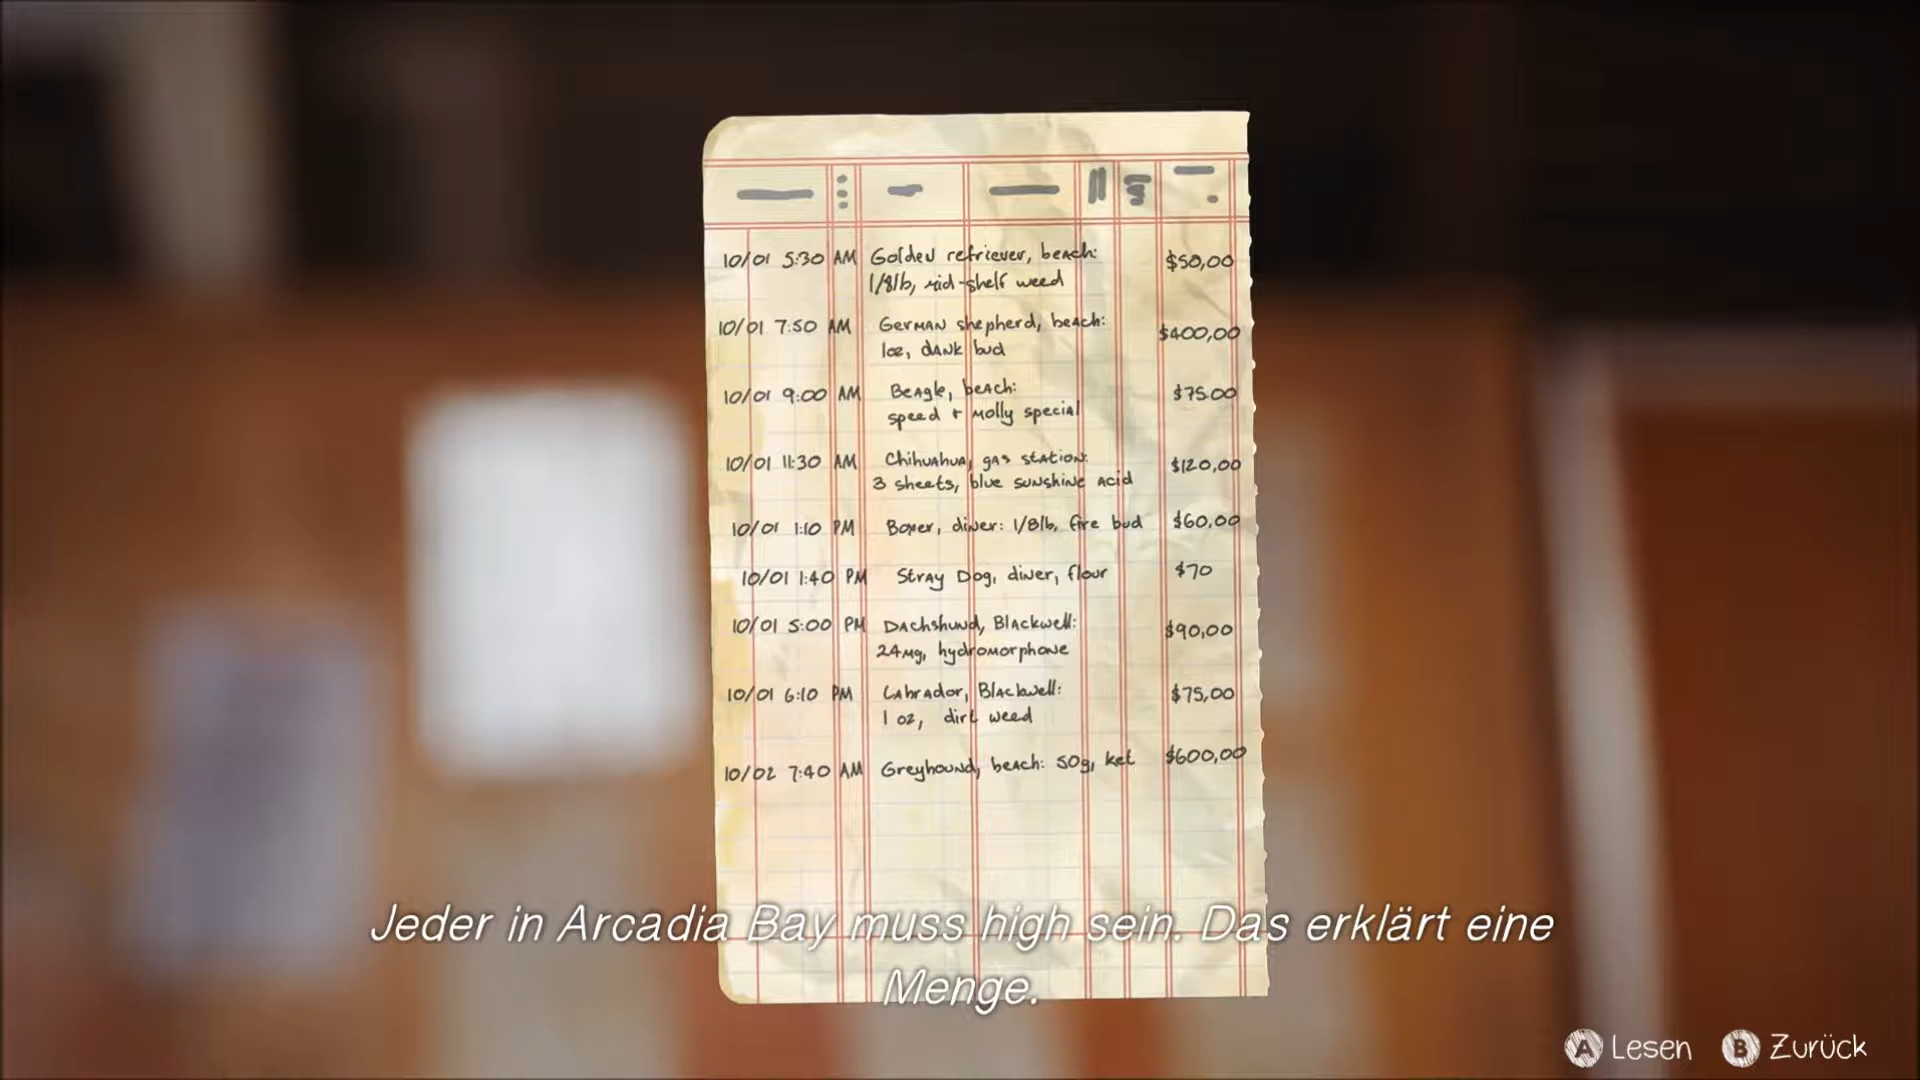 10/01 5:30 AM Golden retriever, beach: $50,00
1/8lb, mid-shelf weed
10/01 7:50 AM German shepherd, beach: $400,00
1oz, dank bud
10/01 9:00 AM Beagle, beach: $75.00
speed + Molly special
10/01 11:30 AM Chihuahua, gas station: $120,00
3 sheets, blue sunshine acid
10/01 1:10 PM Boxer, diner: 1/8lb, fire bud $60,00
10/01 1:40 PM Stray Dog, diner, flour $70
10/01 5:00 PM Dachshund, Blackwell: $90,00
24mg, hydromorphone
10/01 6:10 PM Labrador, Blackwell: $75,00
1 oz, dirt weed
10/02 7:40 AM Greyhound, beach: 50g, ket $600,00
Jeder in Arcadia Bay muss high sein. Das erklärt eine
Menge.
A Lesen B Zurück